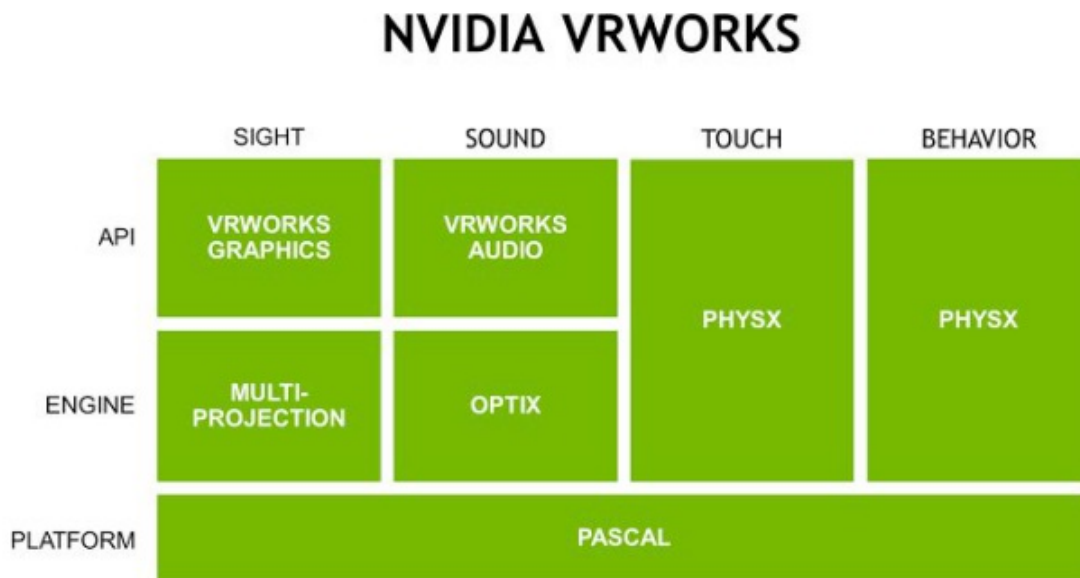 NVIDIA VRWORKS
SIGHT
SOUND
TOUCH
BEHAVIOR
API
VRWORKS
GRAPHICS
VRWORKS
AUDIO
PHYSX
PHYSX
ENGINE
MULTI-
PROJECTION
OPTIX
PLATFORM
PASCAL